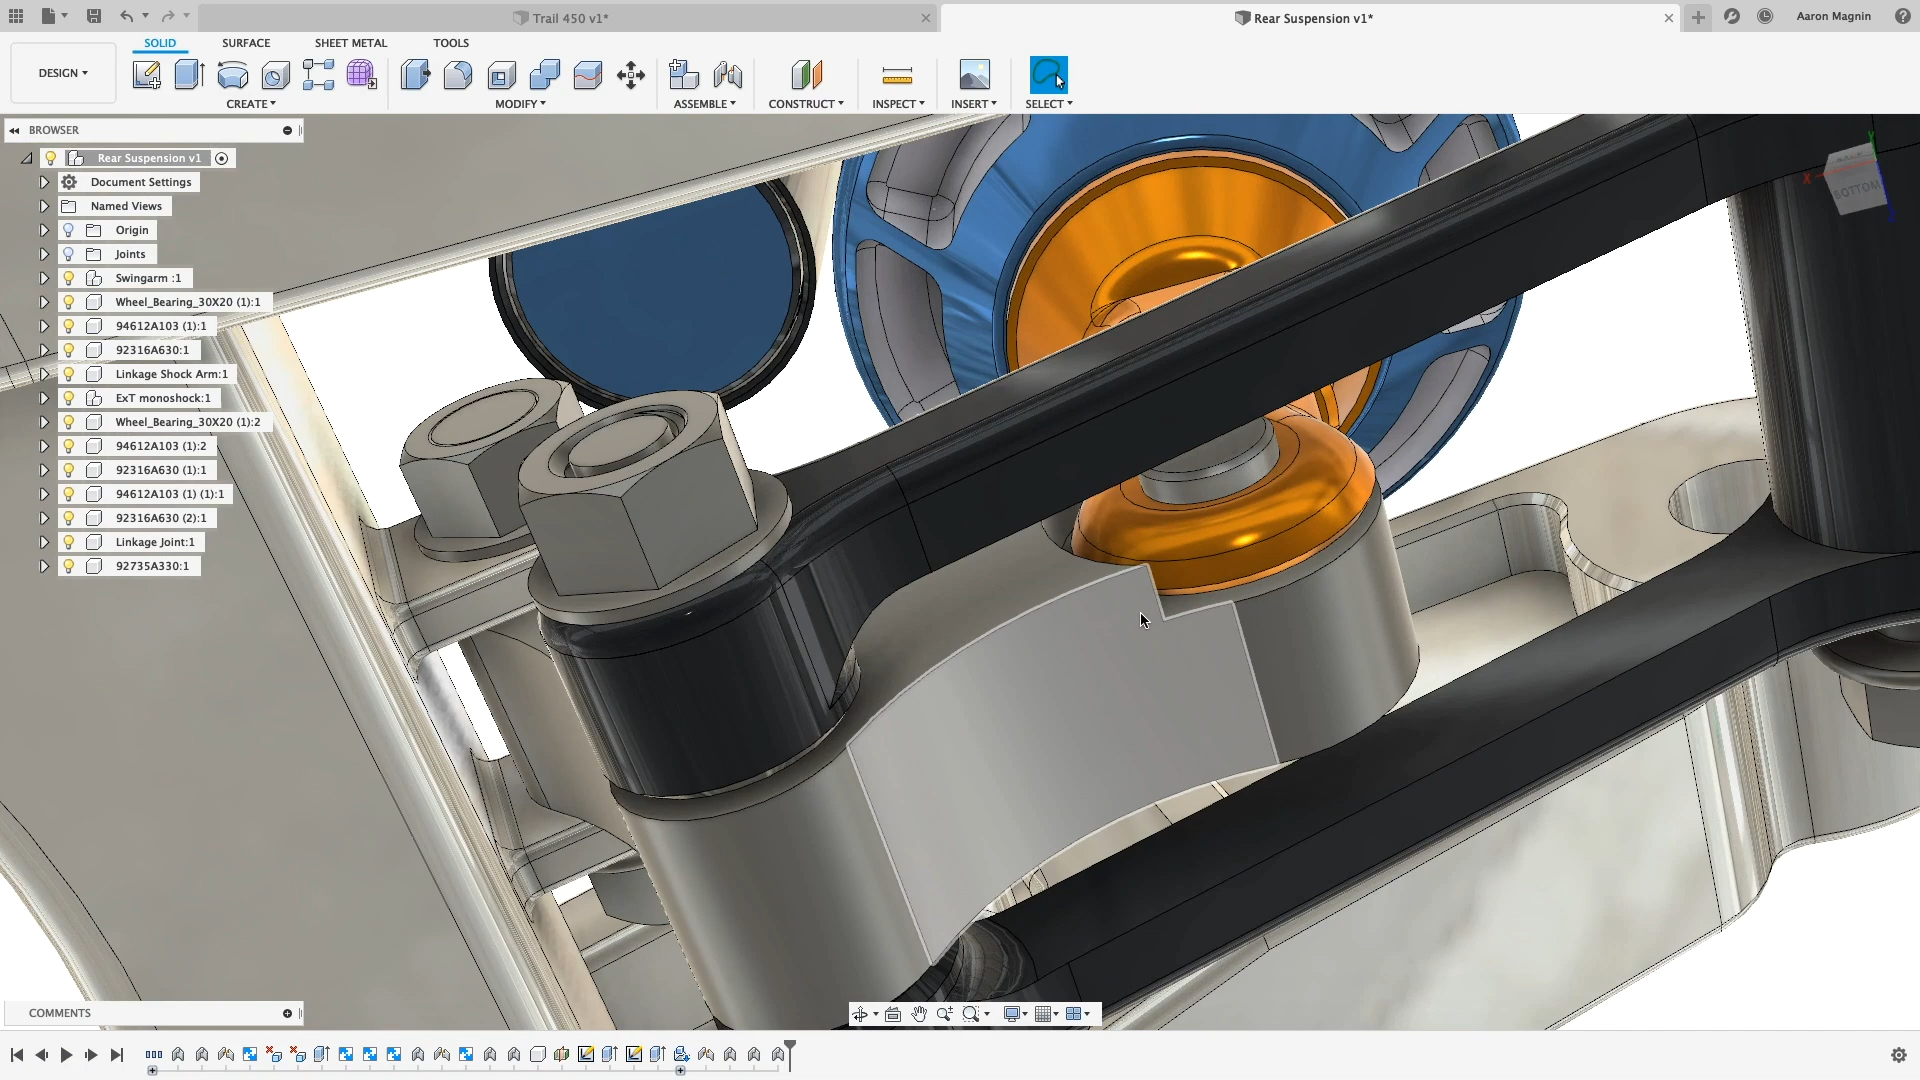 Trail 450 v1*
Rear Suspension v1*
Aaron Magnin
DESIGN
SOLID
SURFACE
SHEET METAL
TOOLS
CREATE
MODIFY
ASSEMBLE
CONSTRUCT
INSPECT
INSERT
SELECT
BROWSER
Rear Suspension v1
Document Settings
Named Views
Origin
Joints
Swingarm :1
Wheel_Bearing_30X20 (1):1
94612A103 (1):1
92316A630:1
Linkage Shock Arm:1
ExT monoshock:1
Wheel_Bearing_30X20 (1):2
94612A103 (1):2
92316A630 (1):1
94612A103 (1) (1):1
92316A630 (2):1
Linkage Joint:1
92735A330:1
Y
X
BOTTOM
COMMENTS